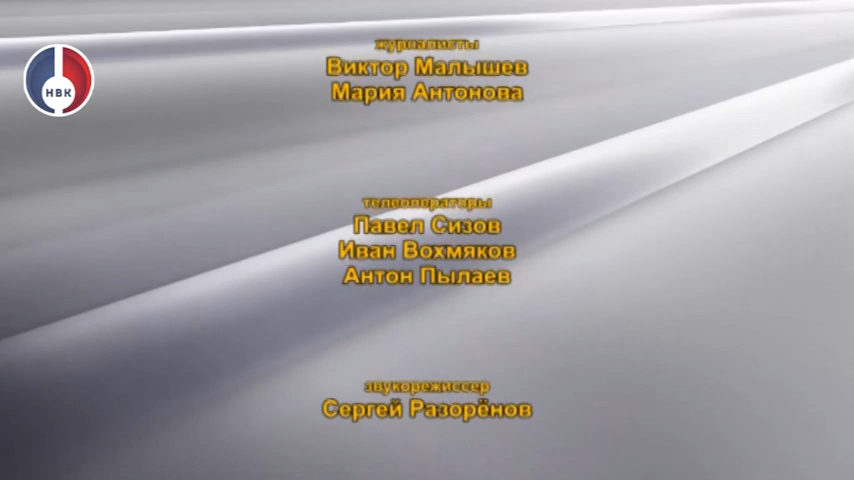 НВК
журналисты
Виктор Малышев
Мария Антонова
телеоператоры
Павел Сизов
Иван Вохмяков
Антон Пылаев
звукорежиссер
Сергей Разорёнов